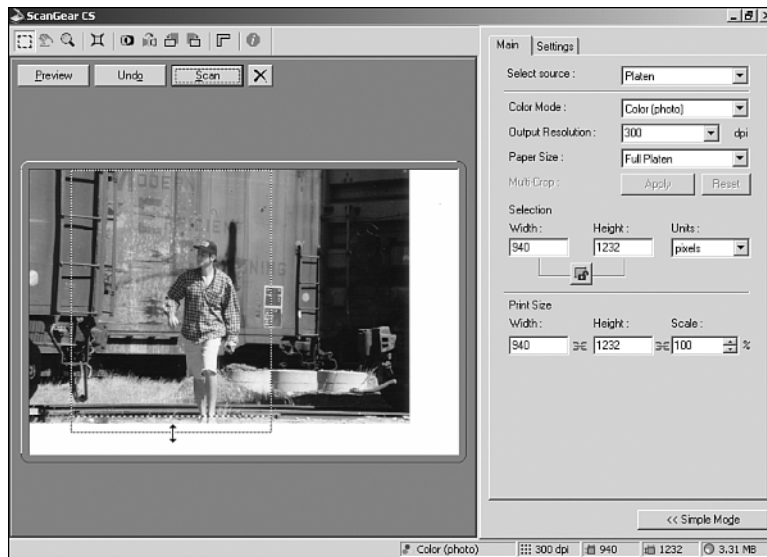 ScanGear CS
Preview
Undo
Scan
Main
Settings
Select source :
Platen
Color Mode :
Color (photo)
Output Resolution :
300
dpi
Paper Size :
Full Platen
Multi-Crop :
Apply
Reset
Selection
Width :
Height :
Units :
940
1232
pixels
Print Size
Width :
Height :
Scale :
940
1232
100
%
<< Simple Mode
Color (photo)
300 dpi
940
1232
3.31 MB